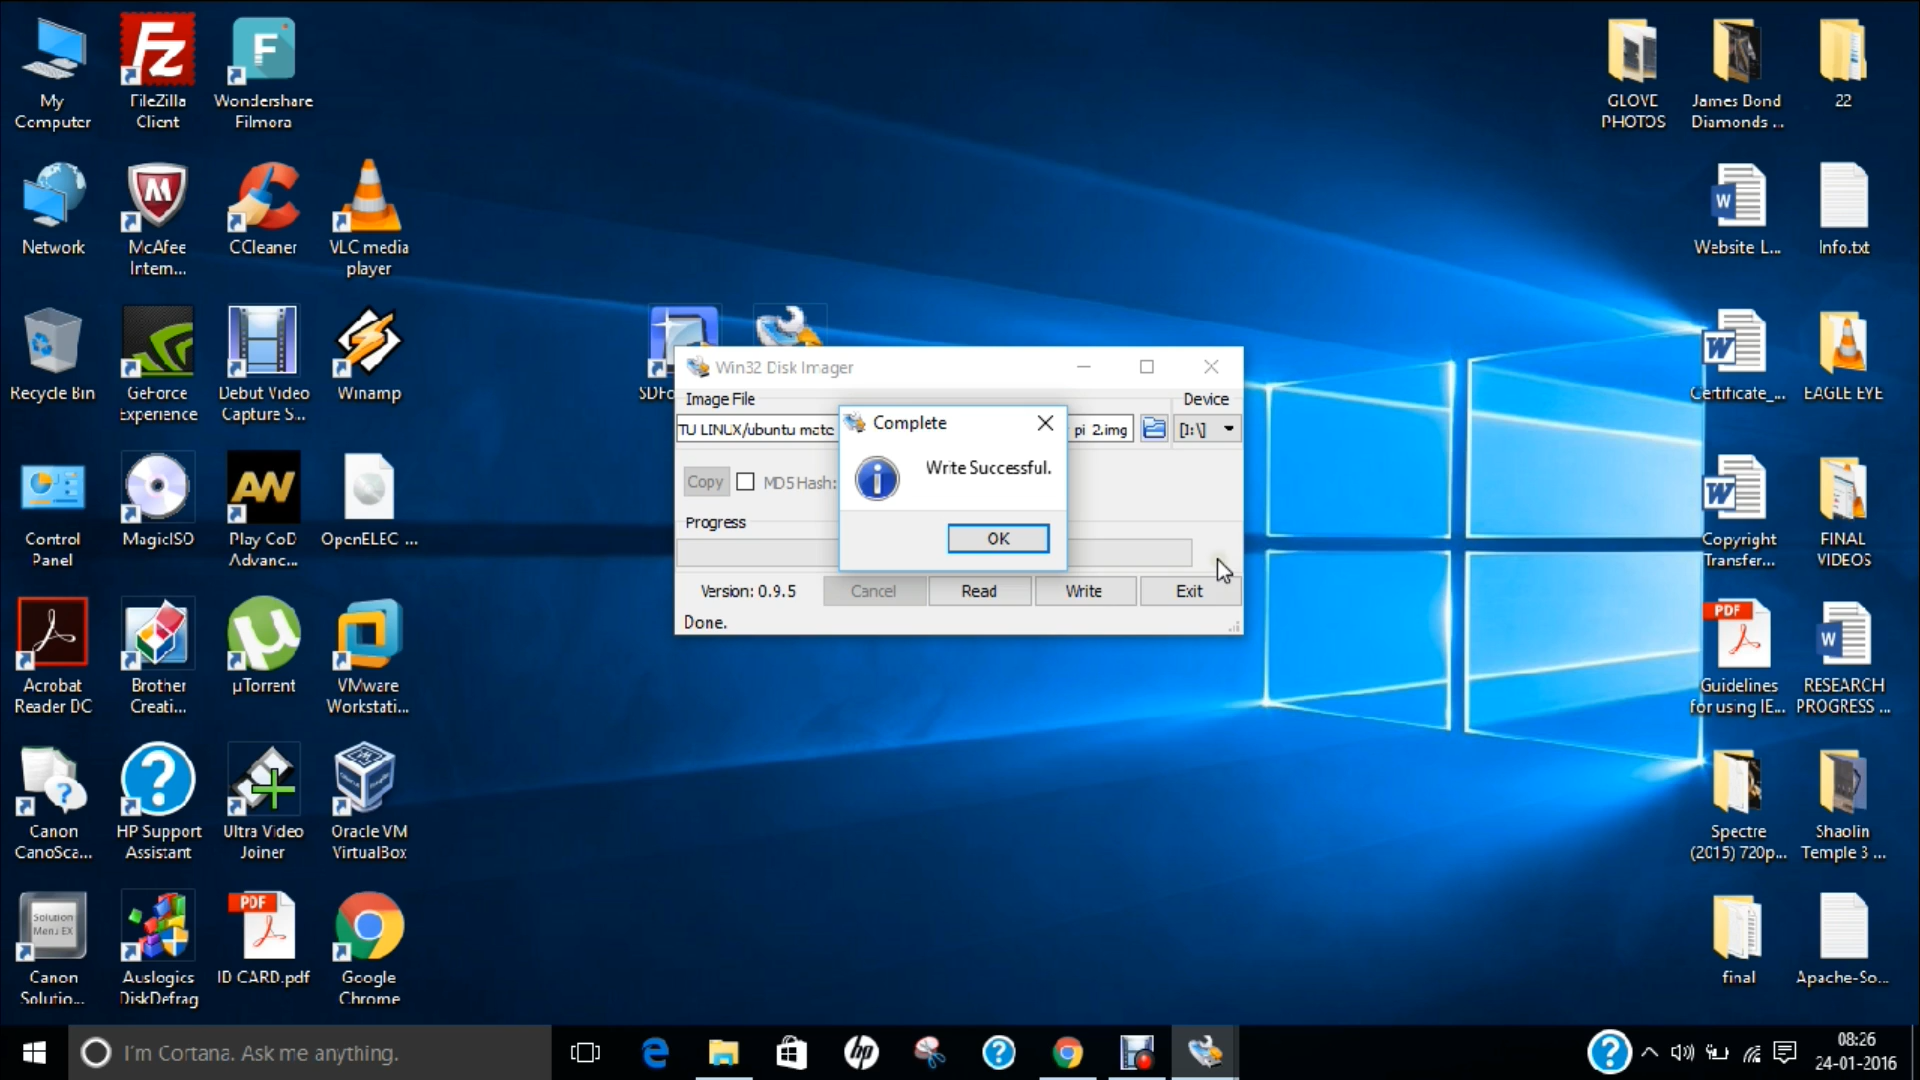 My
Computer
FileZilla
Client
Wondershare
Filmora
GLOVE
PHOTOS
James Bond
Diamonds ...
22
Network
McAfee
Intern...
CCleaner
VLC media
player
Website L...
Info.txt
Recycle Bin
GeForce
Experience
Debut Video
Capture S...
Winamp
SDFo
Certificate_...
EAGLE EYE
Win32 Disk Imager
Image File
Device
TU LINUX/ubuntu mate
pi 2.img
[J:\]
Complete
Write Successful.
OK
Copy
MD5 Hash:
Progress
Version: 0.9.5
Cancel
Read
Write
Exit
Done.
Control
Panel
MagicISO
Play CoD
Advanc...
OpenELEC ...
Copyright
Transfer...
FINAL
VIDEOS
Acrobat
Reader DC
Brother
Creati...
µTorrent
VMware
Workstati...
PDF
Guidelines
for using IE...
RESEARCH
PROGRESS ...
Canon
CanoSca...
HP Support
Assistant
Ultra Video
Joiner
Oracle VM
VirtualBox
Spectre
(2015) 720p...
Shaolin
Temple 3 ...
Solution
Menu EX
Canon
Solutio...
Auslogics
DiskDefrag
PDF
ID CARD.pdf
Google
Chrome
final
Apache-So...
I'm Cortana. Ask me anything.
08:26
24-01-2016